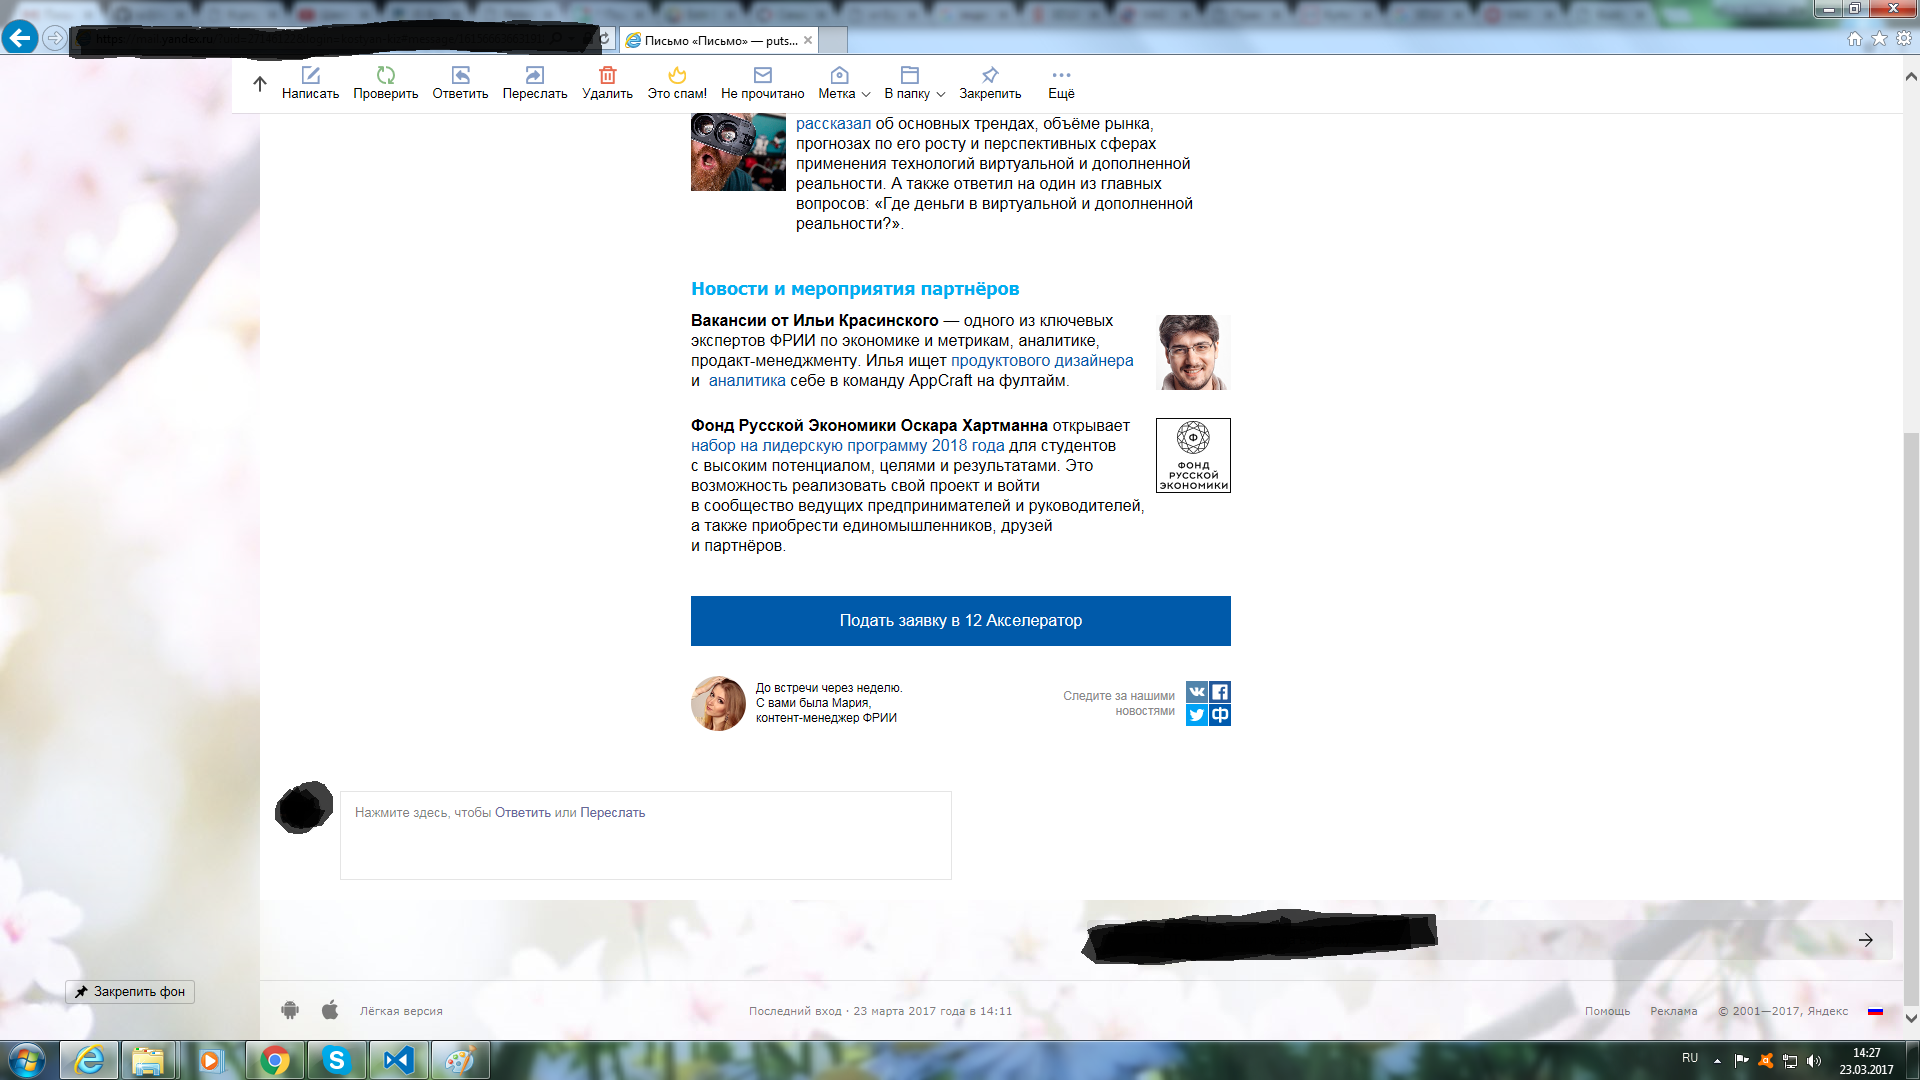 Письмо «Письмо» — puts...
Написать
Проверить
Ответить
Переслать
Удалить
Это спам!
Не прочитано
Метка
В папку
Закрепить
Ещё
рассказал об основных трендах, объёме рынка,
прогнозах по его росту и перспективных сферах
применения технологий виртуальной и дополненной
реальности. А также ответил на один из главных
вопросов: «Где деньги в виртуальной и дополненной
реальности?».
Новости и мероприятия партнёров
Вакансии от Ильи Красинского — одного из ключевых
экспертов ФРИИ по экономике и метрикам, аналитике,
продакт-менеджменту. Илья ищет продуктового дизайнера
и аналитика себе в команду AppCraft на фултайм.
Фонд Русской Экономики Оскара Хартманна открывает
набор на лидерскую программу 2018 года для студентов
с высоким потенциалом, целями и результатами. Это
возможность реализовать свой проект и войти
в сообщество ведущих предпринимателей и руководителей,
а также приобрести единомышленников, друзей
и партнёров.
Ф
ФОНД
РУССКОЙ
ЭКОНОМИКИ
Подать заявку в 12 Акселератор
До встречи через неделю.
С вами была Мария,
контент-менеджер ФРИИ
Следите за нашими
новостями
Нажмите здесь, чтобы Ответить или Переслать
Закрепить фон
Лёгкая версия
Последний вход · 23 марта 2017 года в 14:11
Помощь
Реклама
© 2001—2017, Яндекс
RU
14:27
23.03.2017